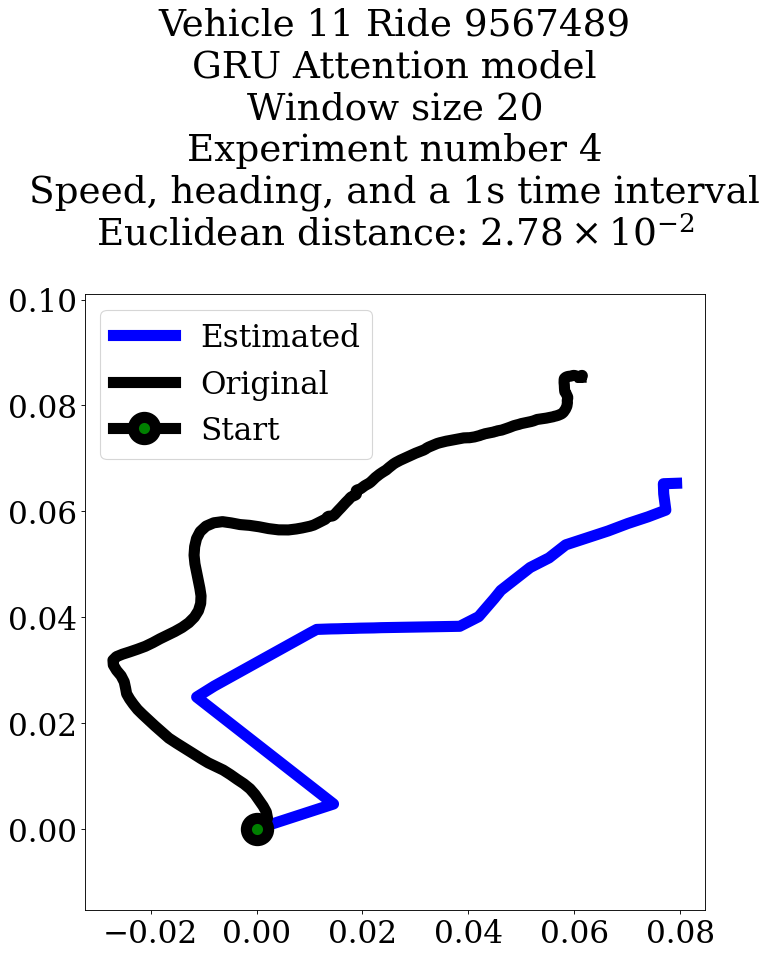 Vehicle 11 Ride 9567489
GRU Attention model
Window size 20
Experiment number 4
Speed, heading, and a 1s time interval
Euclidean distance: 2.78 × 10⁻²
0.10
Estimated
Original
0.08
Start
0.06
0.04
0.02
0.00
−0.02 0.00 0.02 0.04 0.06 0.08